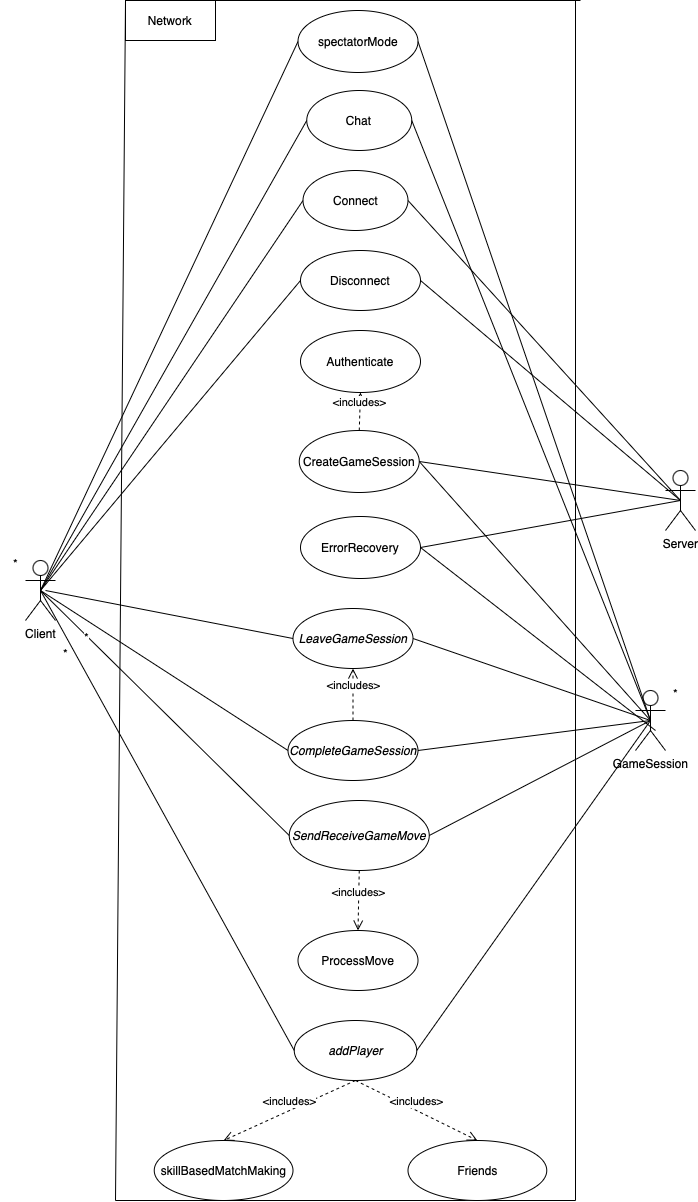 Network
spectatorMode
Chat
Connect
Disconnect
Authenticate
<includes>
CreateGameSession
Server
ErrorRecovery
*
Client
*
*
LeaveGameSession
<includes>
*
GameSession
CompleteGameSession
SendReceiveGameMove
<includes>
ProcessMove
addPlayer
<includes> <includes>
skillBasedMatchMaking Friends